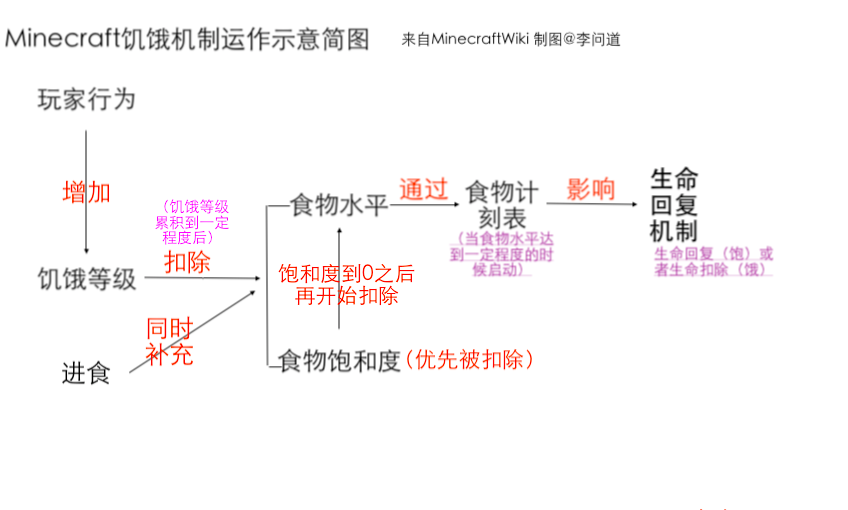 Minecraft饥饿机制运作示意简图
来自MinecraftWiki 制图@李问道
玩家行为
增加
（饥饿等级
累积到一定
程度后）
饥饿等级
扣除
同时
补充
进食
食物水平
饱和度到0之后
再开始扣除
食物饱和度
（优先被扣除）
通过
食物计
刻表
（当食物水平达
到一定程度的时
候启动）
影响
生命
回复
机制
生命回复（饱）或
者生命扣除（饿）